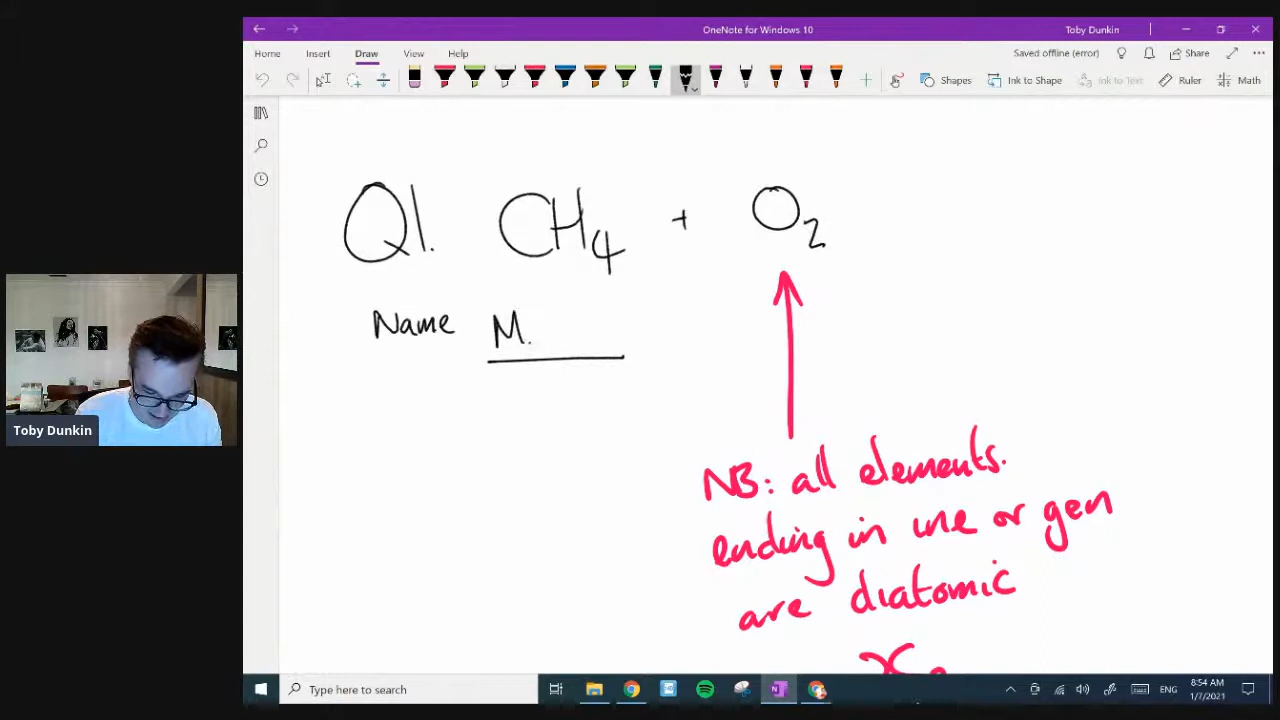 OneNote for Windows 10
Toby Dunkin
Home Insert Draw View Help
Saved offline (error)
Share
Shapes
Ink to Shape
Ink to Text
Ruler
Math
Q1. CH4 + O2
Name M.
NB: all elements.
ending in ine or gen
are diatomic
Toby Dunkin
Type here to search
ENG
8:54 AM
1/7/2021